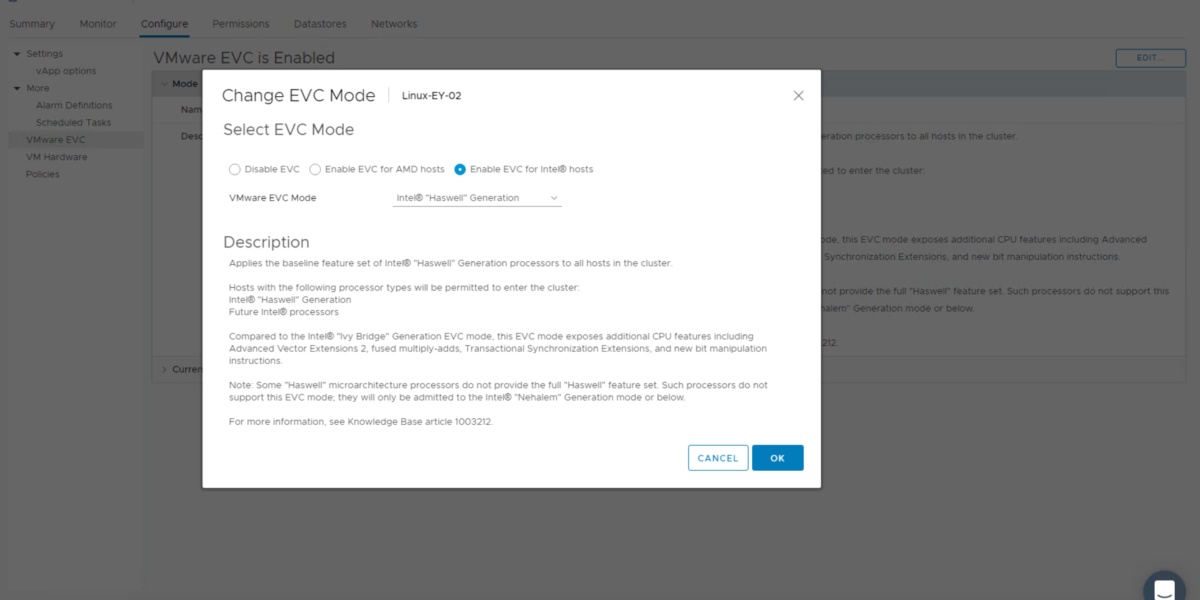 Summary Monitor Configure Permissions Datastores Networks
Settings
vApp options
More
Alarm Definitions
Scheduled Tasks
VMware EVC
VM Hardware
Policies
VMware EVC is Enabled
EDIT...
Mode
Change EVC Mode Linux-EY-02
Select EVC Mode
Disable EVC Enable EVC for AMD hosts Enable EVC for Intel® hosts
VMware EVC Mode Intel® "Haswell" Generation
Description
Applies the baseline feature set of Intel® "Haswell" Generation processors to all hosts in the cluster.
Hosts with the following processor types will be permitted to enter the cluster:
Intel® "Haswell" Generation
Future Intel® processors
Compared to the Intel® "Ivy Bridge" Generation EVC mode, this EVC mode exposes additional CPU features including
Advanced Vector Extensions 2, fused multiply-adds, Transactional Synchronization Extensions, and new bit manipulation
instructions.
Note: Some "Haswell" microarchitecture processors do not provide the full "Haswell" feature set. Such processors do not
support this EVC mode; they will only be admitted to the Intel® "Nehalem" Generation mode or below.
For more information, see Knowledge Base article 1003212.
CANCEL OK
processors to all hosts in the cluster.
to enter the cluster:
this EVC mode exposes additional CPU features including Advanced
Synchronization Extensions, and new bit manipulation instructions.
not provide the full "Haswell" feature set. Such processors do not support this
Generation mode or below.